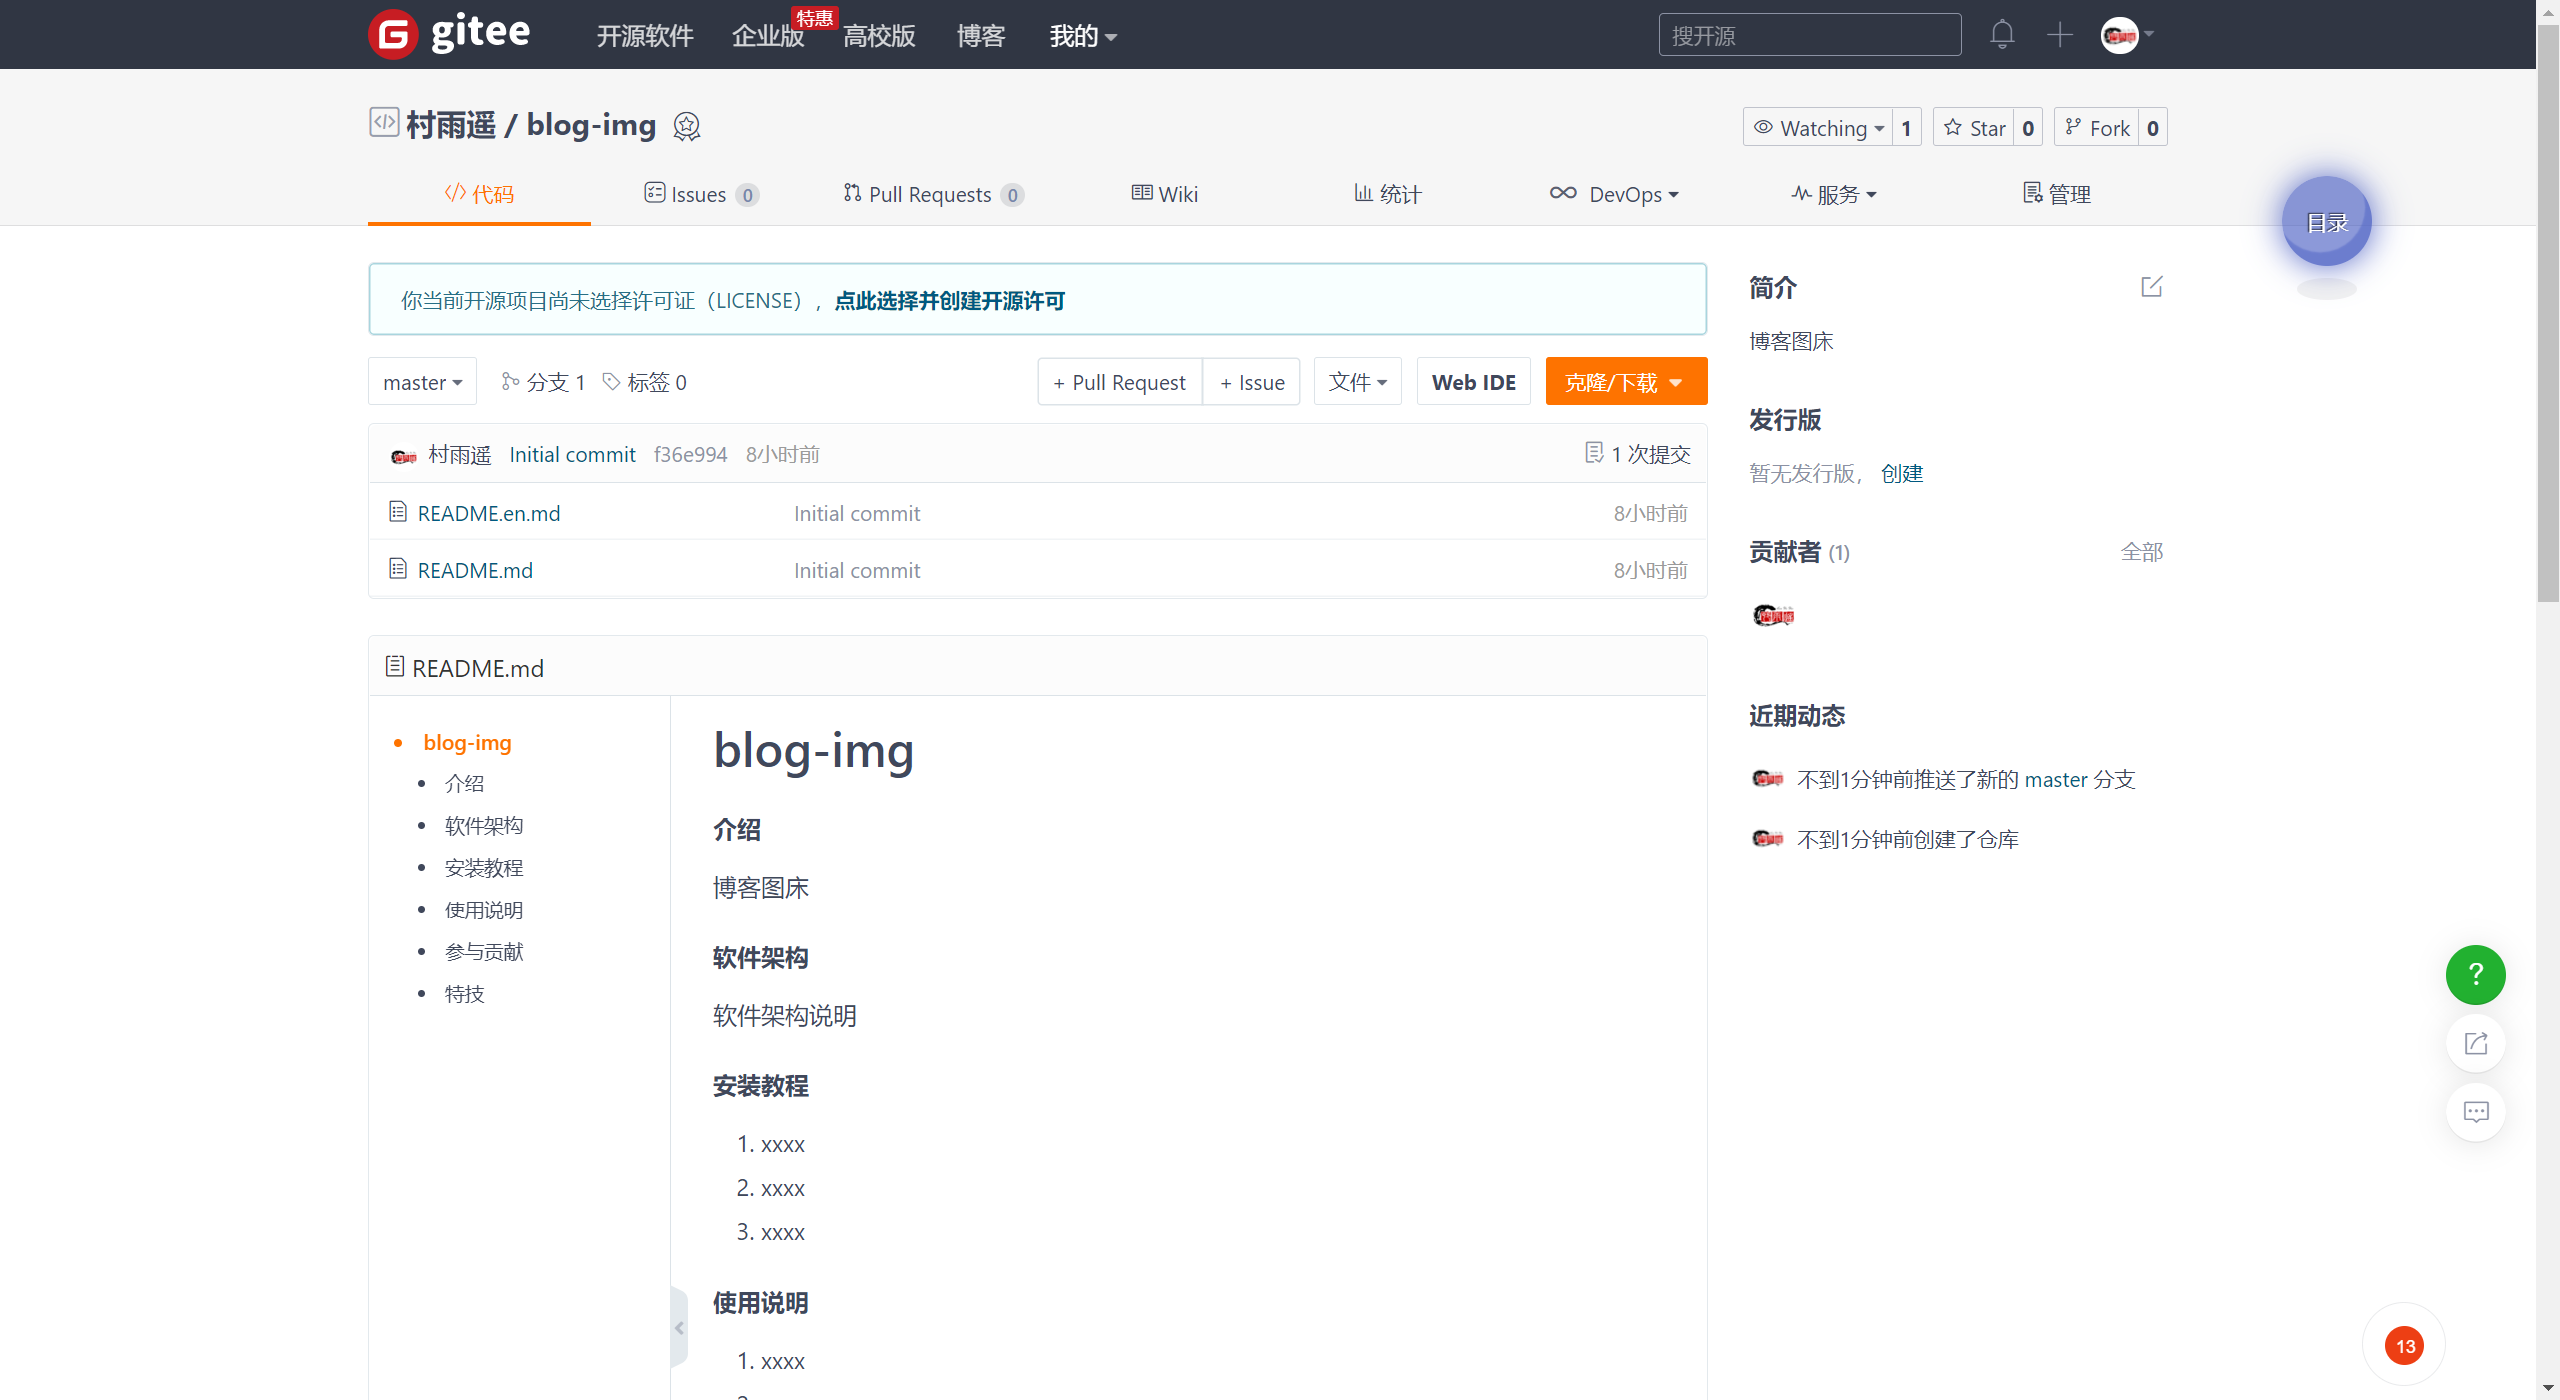 gitee 开源软件 企业版 特惠 高校版 博客 我的 搜开源
村雨遥 / blog-img
Watching 1 Star 0 Fork 0
代码 Issues 0 Pull Requests 0 Wiki 统计 DevOps 服务 管理
目录
你当前开源项目尚未选择许可证（LICENSE），点此选择并创建开源许可
master 分支 1 标签 0 + Pull Request + Issue 文件 Web IDE 克隆/下载
村雨遥 Initial commit f36e994 8小时前 1 次提交
README.en.md Initial commit 8小时前
README.md Initial commit 8小时前
README.md
blog-img
介绍
软件架构
安装教程
使用说明
参与贡献
特技
blog-img
介绍
博客图床
软件架构
软件架构说明
安装教程
1. xxxx
2. xxxx
3. xxxx
使用说明
1. xxxx
简介
博客图床
发行版
暂无发行版， 创建
贡献者 (1) 全部
近期动态
不到1分钟前推送了新的 master 分支
不到1分钟前创建了仓库
?
13